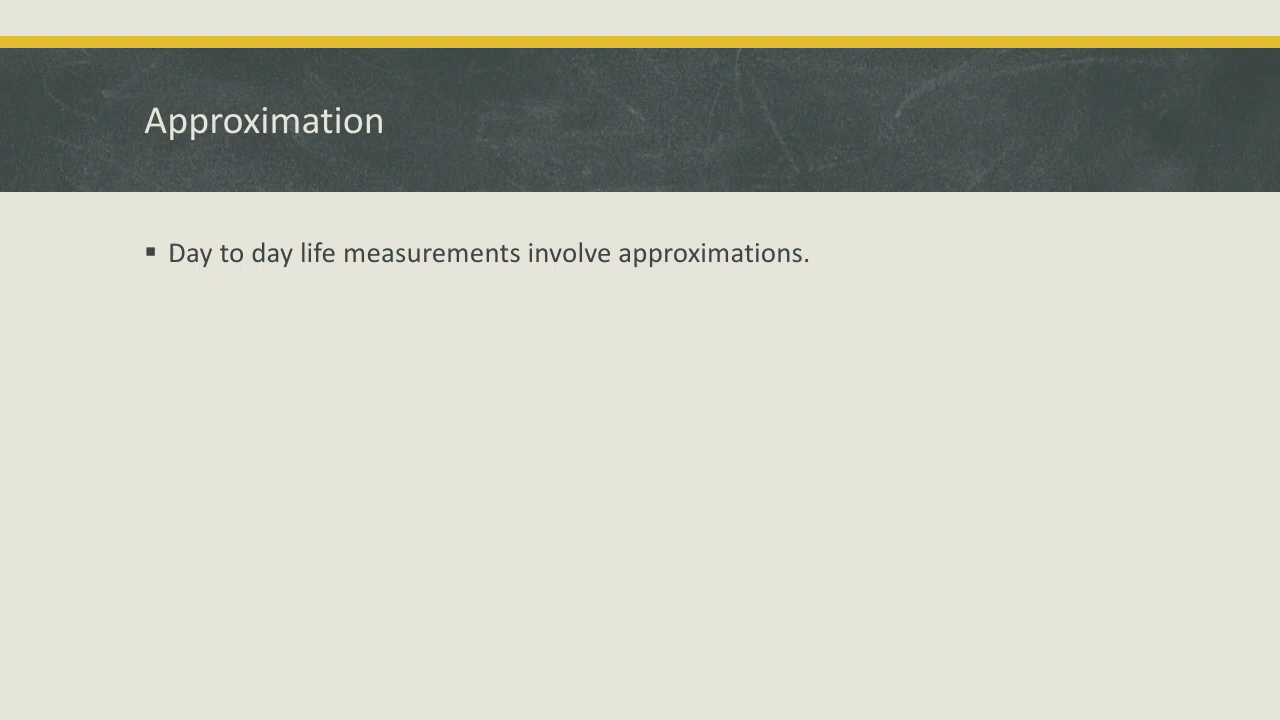 Approximation
▪ Day to day life measurements involve approximations.